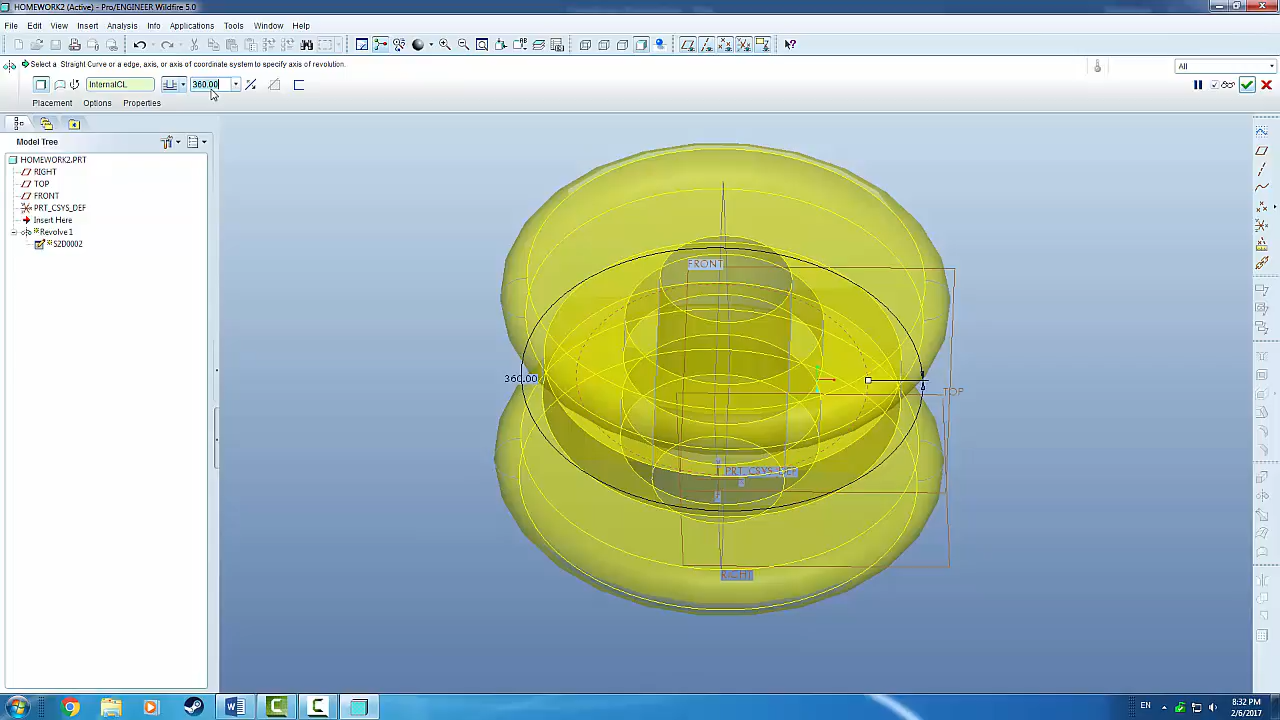 HOMEWORK2 (Active) - Pro/ENGINEER Wildfire 5.0
File Edit View Insert Analysis Info Applications Tools Window Help
Select a Straight Curve or a edge, axis, or axis of coordinate system to specify axis of revolution.
All
InternalCL 360.00
Placement Options Properties
Model Tree
HOMEWORK2.PRT
RIGHT
TOP
FRONT
PRT_CSYS_DEF
Insert Here
Revolve 1
S2D0002
FRONT
360.00
TOP
PRT_CSYS_DEF
RIGHT
EN
8:32 PM
2/6/2017